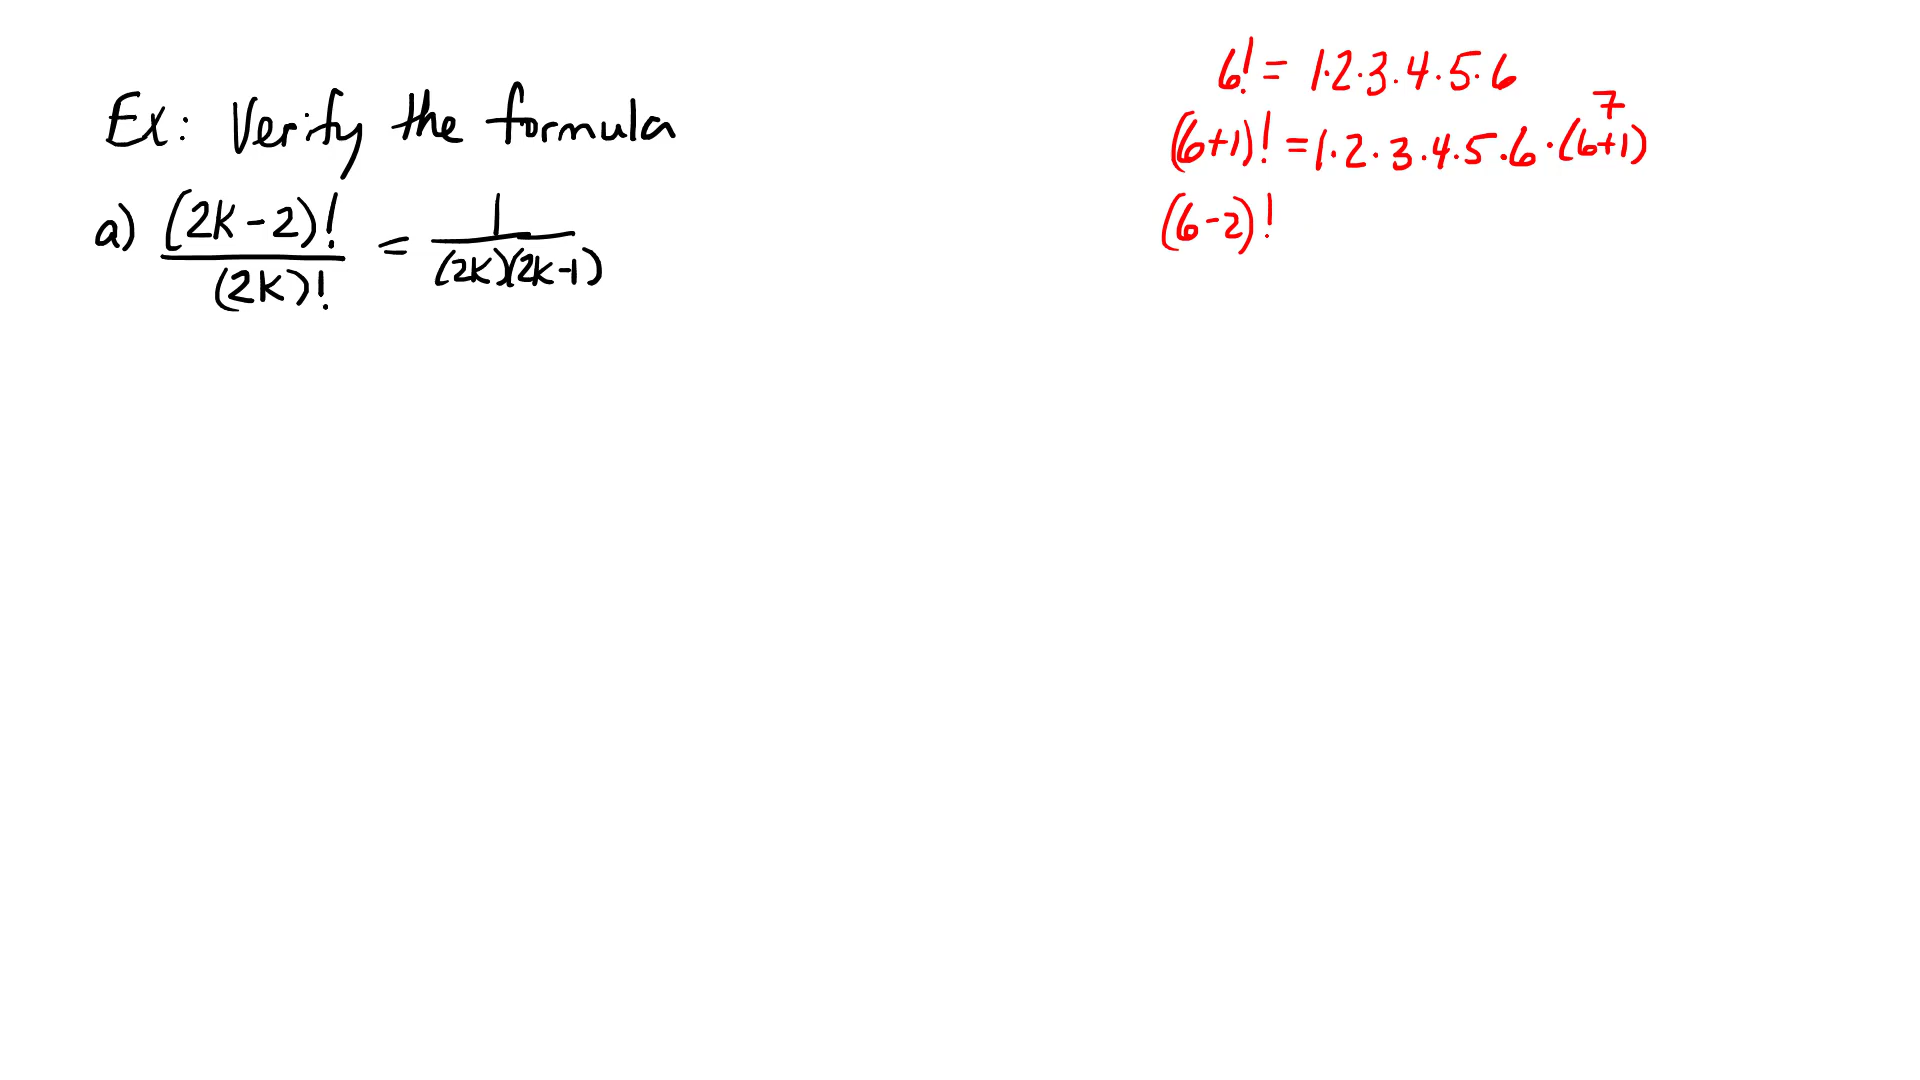 Ex: Verify the formula
a) (2k-2)! / (2k)! = 1 / (2k)(2k-1)
6! = 1·2·3·4·5·6
7
(6+1)! = 1·2·3·4·5·6·(6+1)
(6-2)!